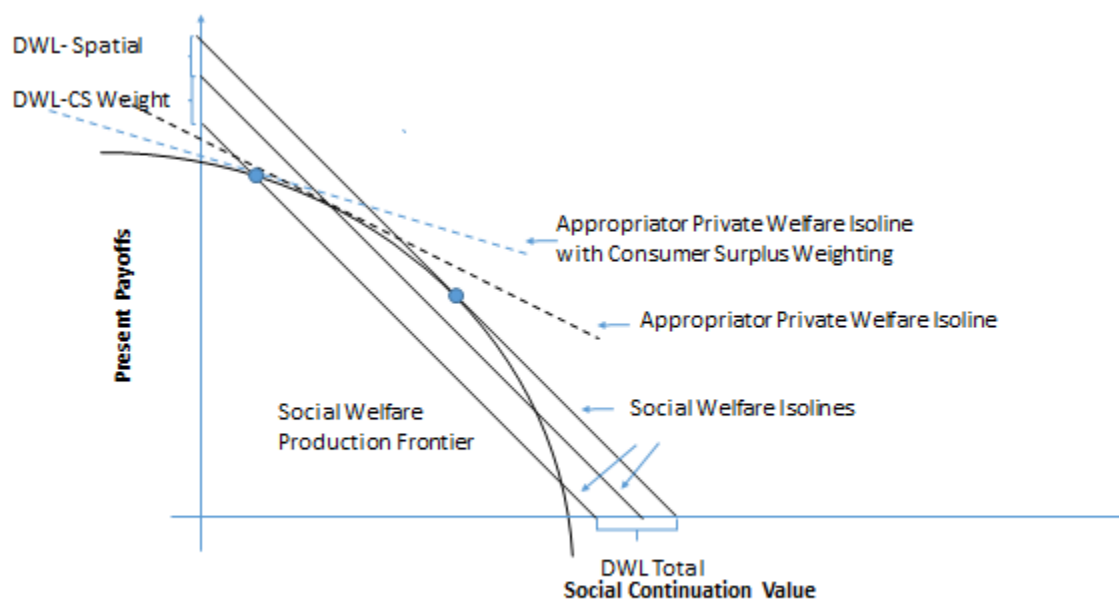 DWL- Spatial
DWL-CS Weight
Present Payoffs
Appropriator Private Welfare Isoline
with Consumer Surplus Weighting
Appropriator Private Welfare Isoline
Social Welfare Isolines
Social Welfare
Production Frontier
DWL Total
Social Continuation Value